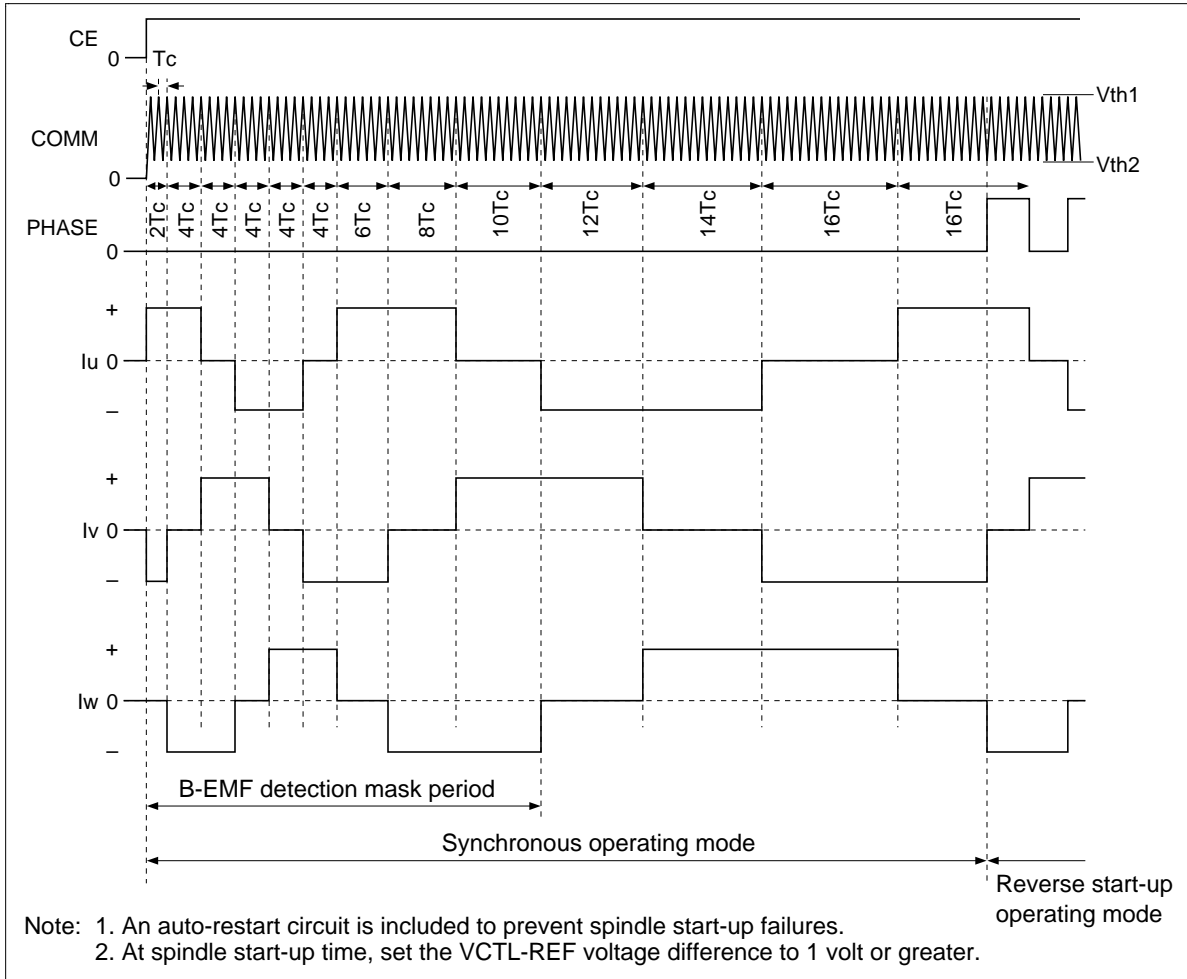 CE
0
Tc
Vth1
COMM
Vth2
0
2Tc 4Tc 4Tc 4Tc 4Tc 4Tc 6Tc 8Tc 10Tc 12Tc 14Tc 16Tc 16Tc
PHASE
0
+
Iu 0
–
+
Iv 0
–
+
Iw 0
–
B-EMF detection mask period
Synchronous operating mode
Reverse start-up
operating mode
Note: 1. An auto-restart circuit is included to prevent spindle start-up failures.
2. At spindle start-up time, set the VCTL-REF voltage difference to 1 volt or greater.